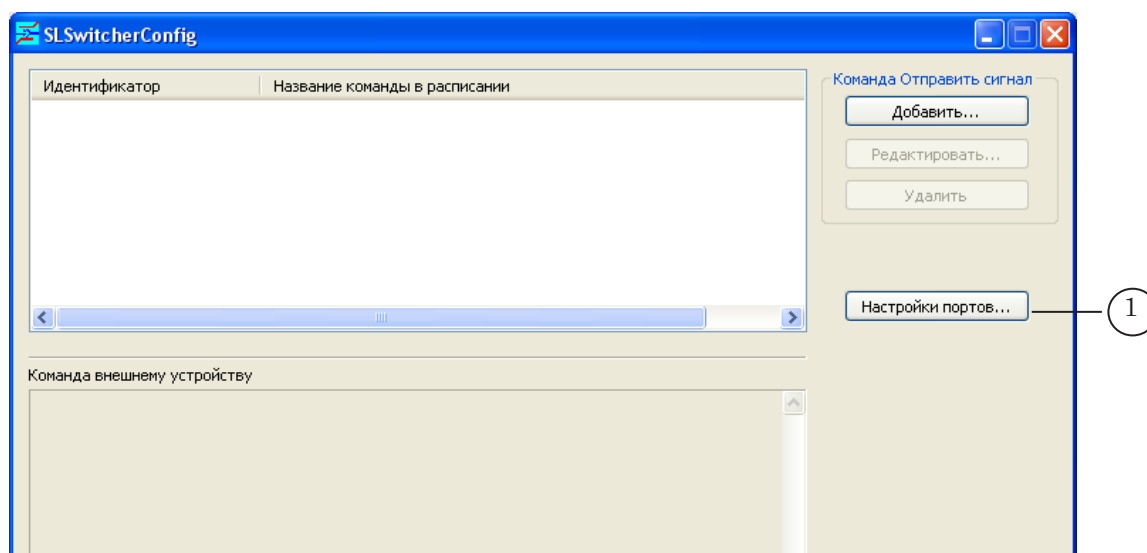 SLSwitcherConfig
Идентификатор Название команды в расписании
Команда Отправить сигнал
Добавить...
Редактировать...
Удалить
Настройки портов...
1
Команда внешнему устройству